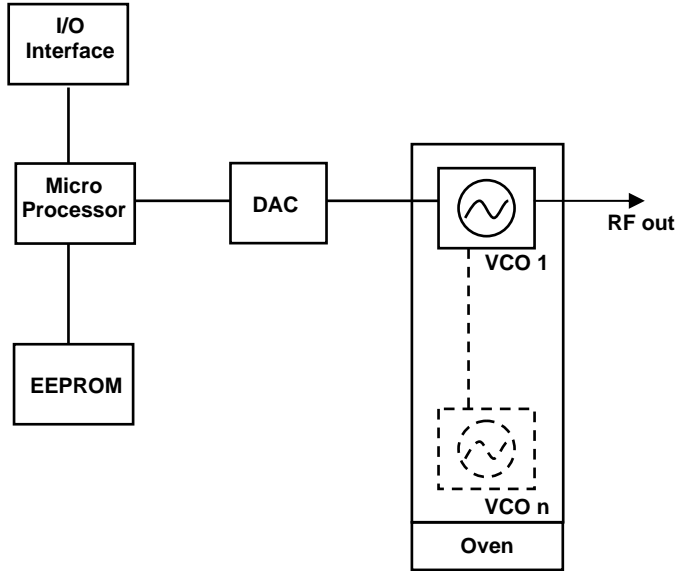 I/O
Interface
Micro
Processor
DAC
RF out
VCO 1
EEPROM
VCO n
Oven